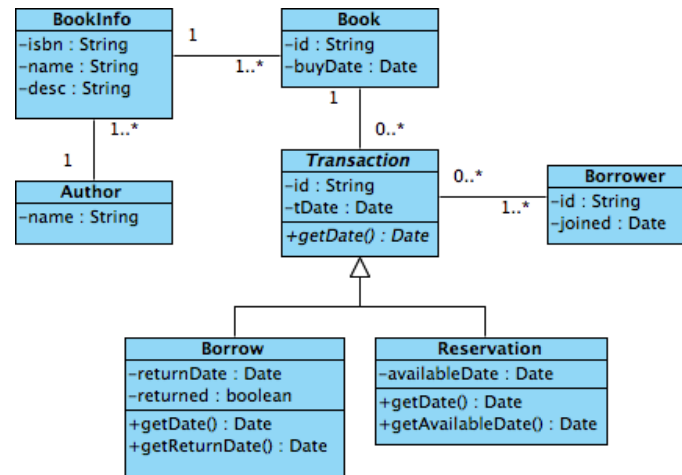 BookInfo
-isbn : String
-name : String
-desc : String
1
1..*
Book
-id : String
-buyDate : Date
1
0..*
1..*
1
Author
-name : String
Transaction
-id : String
-tDate : Date
+getDate() : Date
0..*
1..*
Borrower
-id : String
-joined : Date
Borrow
-returnDate : Date
-returned : boolean
+getDate() : Date
+getReturnDate() : Date
Reservation
-availableDate : Date
+getDate() : Date
+getAvailableDate() : Date